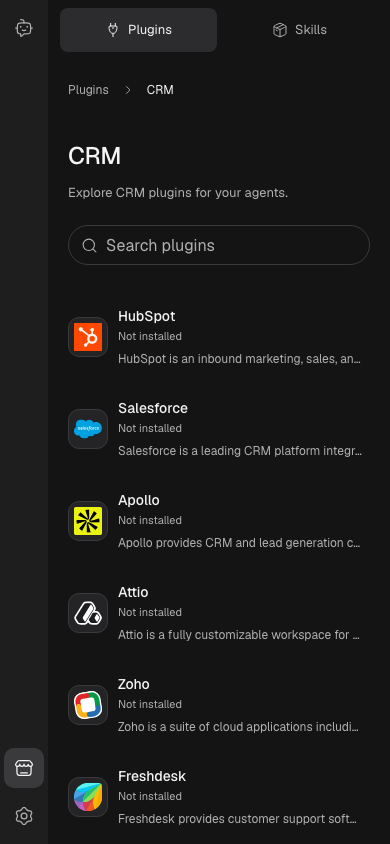 Plugins
Skills
Plugins > CRM
CRM
Explore CRM plugins for your agents.
Search plugins
HubSpot
Not installed
HubSpot is an inbound marketing, sales, an...
Salesforce
Not installed
salesforce
Salesforce is a leading CRM platform integr...
Apollo
Not installed
Apollo provides CRM and lead generation c...
Attio
Not installed
Attio is a fully customizable workspace for ...
Zoho
Not installed
Zoho is a suite of cloud applications includi...
Freshdesk
Not installed
Freshdesk provides customer support soft...